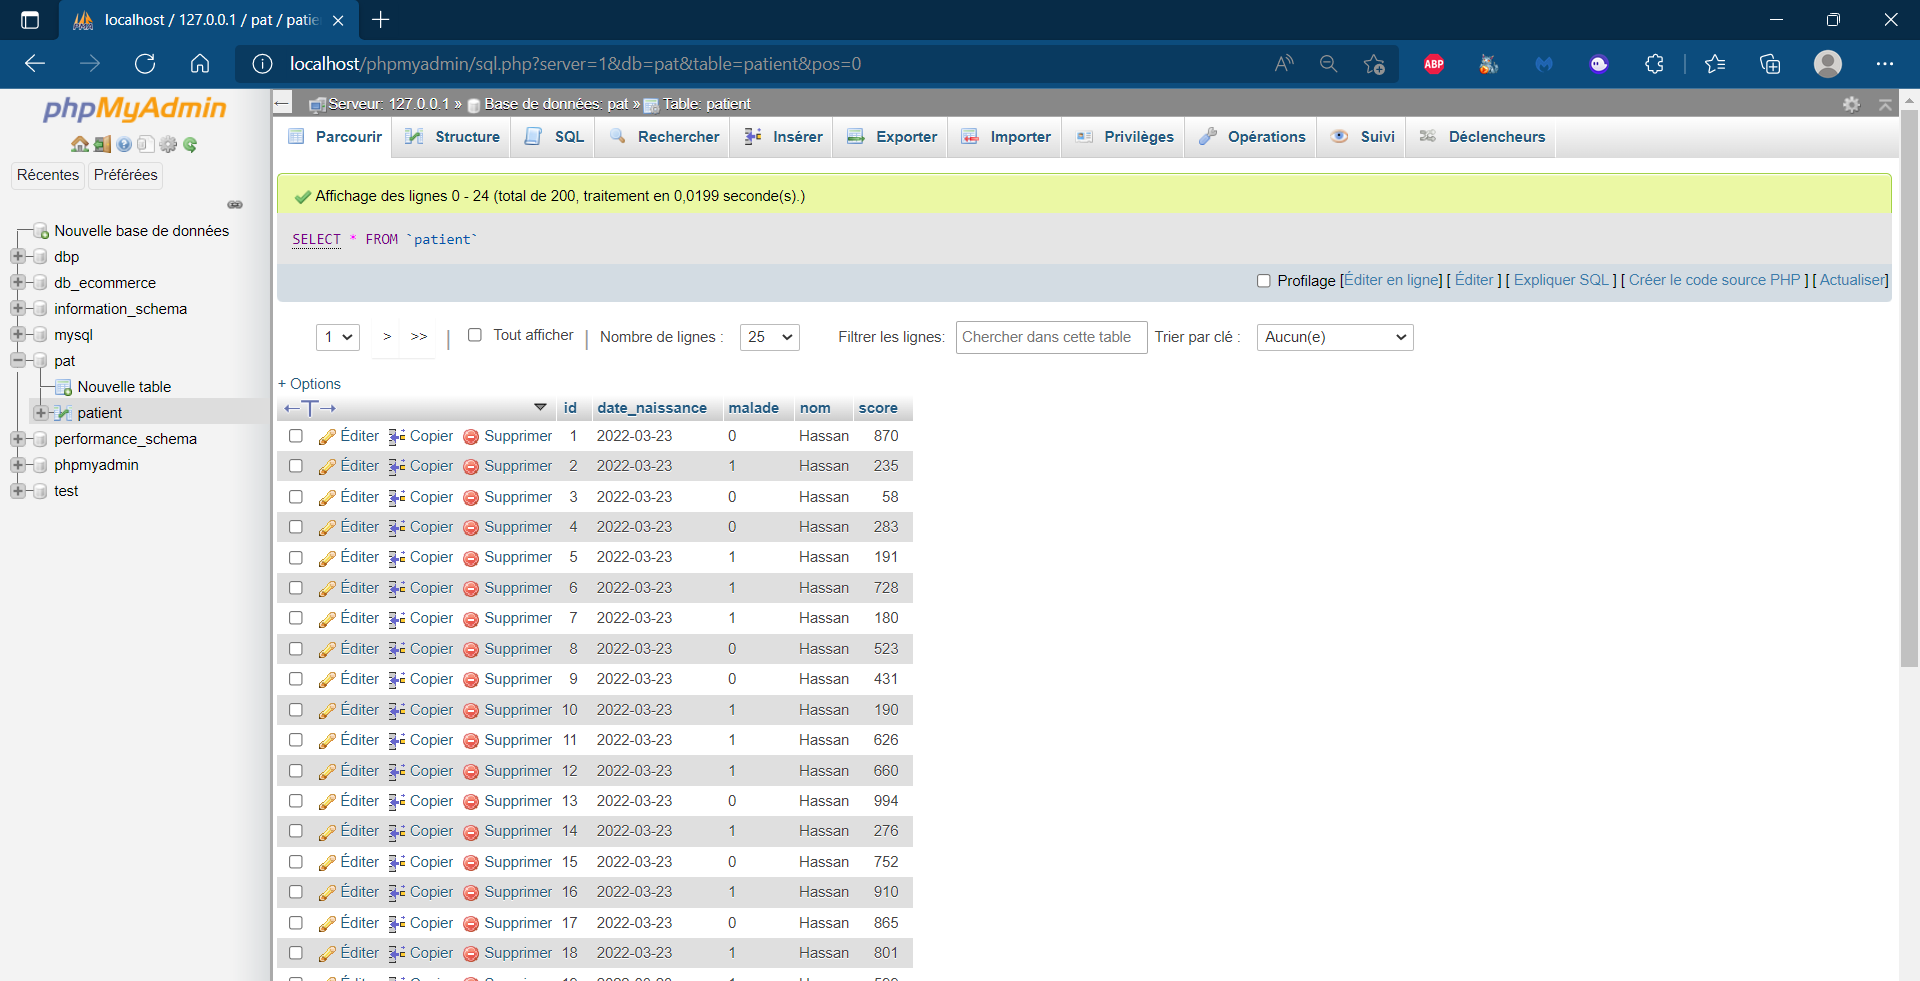 localhost / 127.0.0.1 / pat / patie
localhost/phpmyadmin/sql.php?server=1&db=pat&table=patient&pos=0
ABP
phpMyAdmin
Récentes Préférées
Nouvelle base de données
dbp
db_ecommerce
information_schema
mysql
pat
Nouvelle table
patient
performance_schema
phpmyadmin
test
Serveur: 127.0.0.1 » Base de données: pat » Table: patient
Parcourir Structure SQL Rechercher Insérer Exporter Importer Privilèges Opérations Suivi Déclencheurs
Affichage des lignes 0 - 24 (total de 200, traitement en 0,0199 seconde(s).)
SELECT * FROM `patient`
Profilage [Éditer en ligne] [ Éditer ] [ Expliquer SQL ] [ Créer le code source PHP ] [ Actualiser]
1 > >> | Tout afficher | Nombre de lignes : 25 Filtrer les lignes: Chercher dans cette table Trier par clé : Aucun(e)
+ Options
←T→ id date_naissance malade nom score
Éditer Copier Supprimer 1 2022-03-23 0 Hassan 870
Éditer Copier Supprimer 2 2022-03-23 1 Hassan 235
Éditer Copier Supprimer 3 2022-03-23 0 Hassan 58
Éditer Copier Supprimer 4 2022-03-23 0 Hassan 283
Éditer Copier Supprimer 5 2022-03-23 1 Hassan 191
Éditer Copier Supprimer 6 2022-03-23 1 Hassan 728
Éditer Copier Supprimer 7 2022-03-23 1 Hassan 180
Éditer Copier Supprimer 8 2022-03-23 0 Hassan 523
Éditer Copier Supprimer 9 2022-03-23 0 Hassan 431
Éditer Copier Supprimer 10 2022-03-23 1 Hassan 190
Éditer Copier Supprimer 11 2022-03-23 1 Hassan 626
Éditer Copier Supprimer 12 2022-03-23 1 Hassan 660
Éditer Copier Supprimer 13 2022-03-23 0 Hassan 994
Éditer Copier Supprimer 14 2022-03-23 1 Hassan 276
Éditer Copier Supprimer 15 2022-03-23 0 Hassan 752
Éditer Copier Supprimer 16 2022-03-23 1 Hassan 910
Éditer Copier Supprimer 17 2022-03-23 0 Hassan 865
Éditer Copier Supprimer 18 2022-03-23 1 Hassan 801